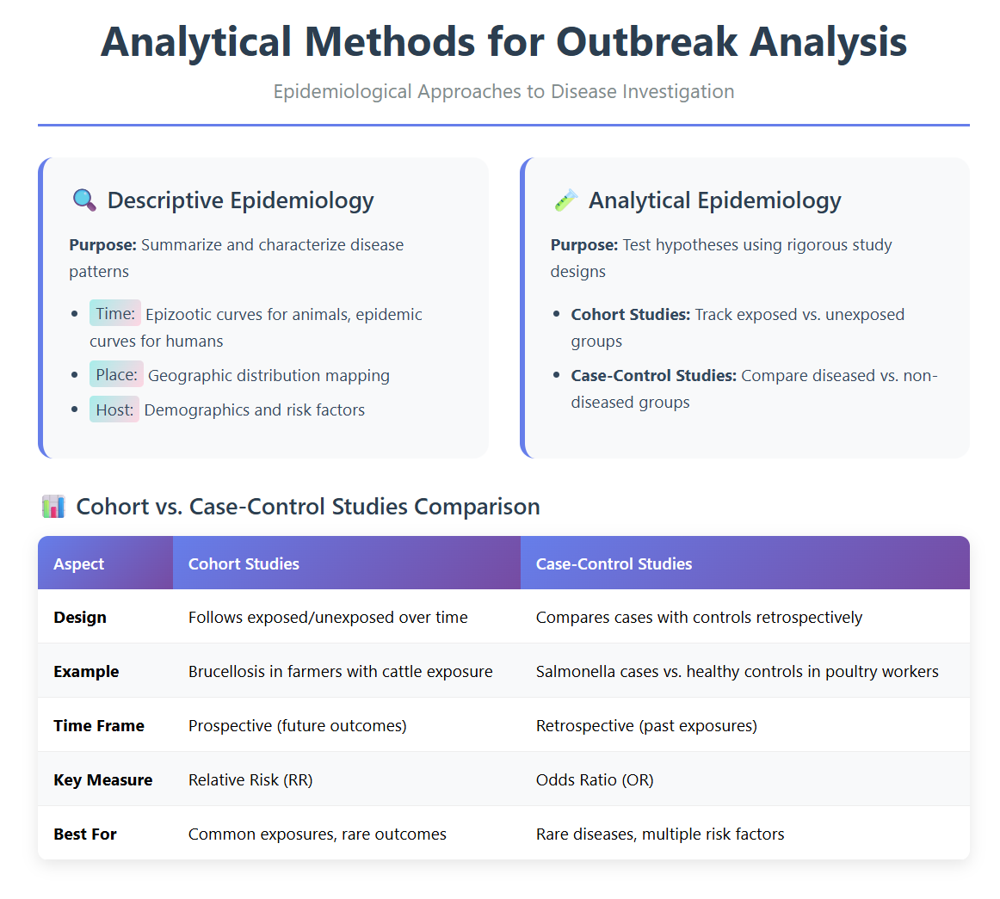 Analytical Methods for Outbreak Analysis
Epidemiological Approaches to Disease Investigation
Descriptive Epidemiology
Purpose: Summarize and characterize disease
patterns
Time: Epizootic curves for animals, epidemic
curves for humans
Place: Geographic distribution mapping
Host: Demographics and risk factors
Analytical Epidemiology
Purpose: Test hypotheses using rigorous study
designs
Cohort Studies: Track exposed vs. unexposed
groups
Case-Control Studies: Compare diseased vs. non-
diseased groups
Cohort vs. Case-Control Studies Comparison
Aspect Cohort Studies Case-Control Studies
Design Follows exposed/unexposed over time Compares cases with controls retrospectively
Example Brucellosis in farmers with cattle exposure Salmonella cases vs. healthy controls in poultry workers
Time Frame Prospective (future outcomes) Retrospective (past exposures)
Key Measure Relative Risk (RR) Odds Ratio (OR)
Best For Common exposures, rare outcomes Rare diseases, multiple risk factors